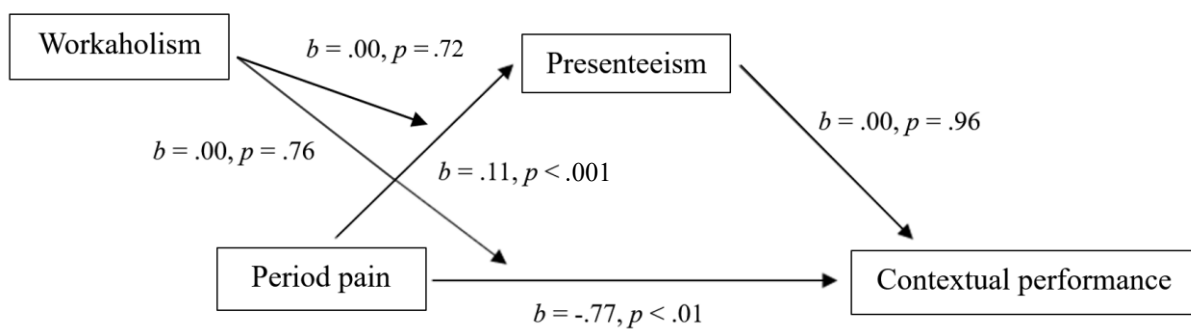 Workaholism
b = .00, p = .72
Presenteeism
b = .00, p = .96
b = .00, p = .76
b = .11, p < .001
Period pain
Contextual performance
b = -.77, p < .01